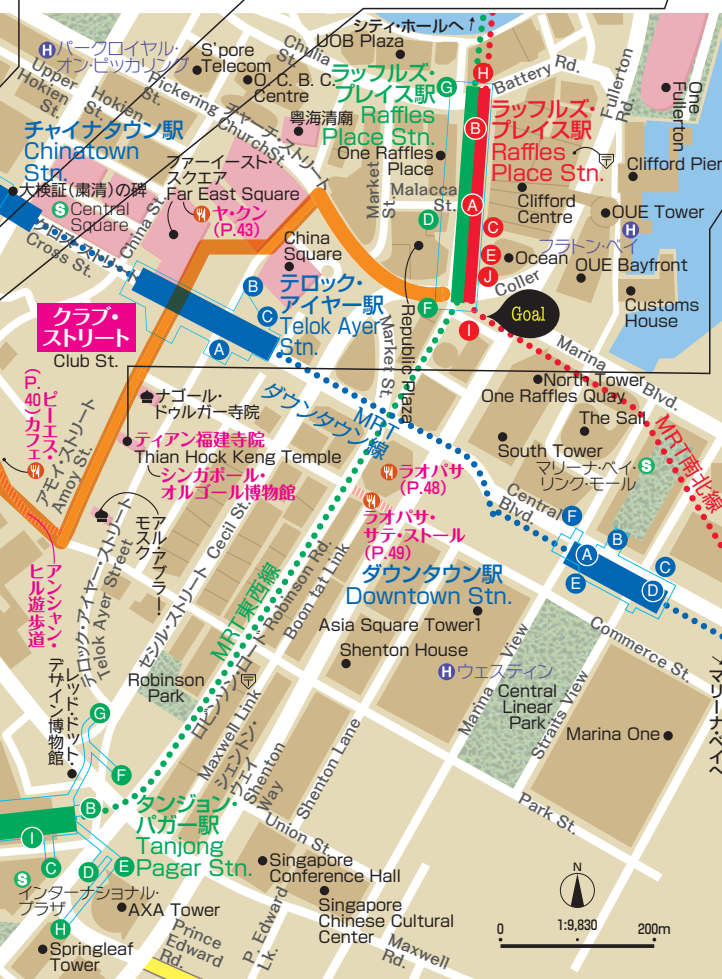 シティ・ホールへ↑
H パークロイヤル・
オン・ピッカリング
S'pore
Telecom
Chulia
St.
UOB Plaza
O. C. B. C.
Centre
Upper
Hokien
St.
Hokien
St.
Pickering
St.
チャーチ・ストリート
Church St.
粤海清廟
ラッフルズ・
プレイス駅
Raffles
Place Stn.
G
H
Battery Rd.
Fullerton
Rd.
One
Fullerton
ラッフルズ・
プレイス駅
Raffles
Place Stn.
B
チャイナタウン駅
Chinatown
Stn.
ファーイースト・
スクエア
Far East Square
One Raffles
Place
Clifford Pier
大検証(粛清)の碑
S Central
Square
ヤ・クン
(P.43)
Market
St.
Malacca
St.
D
A
C
E
J
Clifford
Centre
OUE Tower
H
フラトン・ベイ
クロス・ストリート
Cross St.
China St.
China
Square
Ocean
OUE Bayfront
Coller
Customs
House
B
C
A
テロック・
アイヤー駅
Telok Ayer
Stn.
Republic Plaza
F
I
Goal
クラブ・
ストリート
Club St.
Market St.
Marina
Blvd.
ピーエス・
カフェ
(P.40)
ナゴール・
ドゥルガー寺院
ダウンタウン線
MRT
North Tower
One Raffles Quay
The Sail
アモイ・ストリート
Amoy St.
ティアン福建寺院
Thian Hock Keng Temple
シンガポール・
オルゴール博物館
South Tower
マリーナ・ベイ・
リンク・モール
S
MRT南北線
ラオパサ
(P.48)
ラオパサ・
サテ・ストール
(P.49)
Central
Blvd.
F
B
A
C
E
D
アル・アブラー・
モスク
Cecil St.
セシル・ストリート
アンシャン・
ヒル遊歩道
テロック・アイヤー・ストリート
Telok Ayer Street
MRT東西線
Robinson Rd.
ロビンソン・ロード
Boon tat Link
ダウンタウン駅
Downtown Stn.
Asia Square Tower1
Shenton House
Commerce St.
レッド・ドット・
デザイン博物館
Robinson
Park
H ウェスティン
Marina View
Central
Linear
Park
Straits View
Marina One
マリーナ・ベイへ
G
F
Maxwell Link
シェントン・
ウェイ
Shenton
Way
Shenton Lane
B
I
C
D
E
H
タンジョン・
パガー駅
Tanjong
Pagar Stn.
Park St.
Union St.
S
インターナショナル・
プラザ
AXA Tower
Springleaf
Tower
Singapore
Conference Hall
Singapore
Chinese Cultural
Center
Prince
Edward
Rd.
P. Edward
Lk.
Maxwell
Rd.
N
0
1:9,830
200m